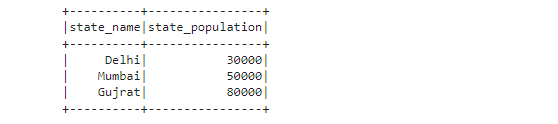 +----------+----------------+
|state_name|state_population|
+----------+----------------+
|     Delhi|           30000|
|    Mumbai|           50000|
|    Gujrat|           80000|
+----------+----------------+